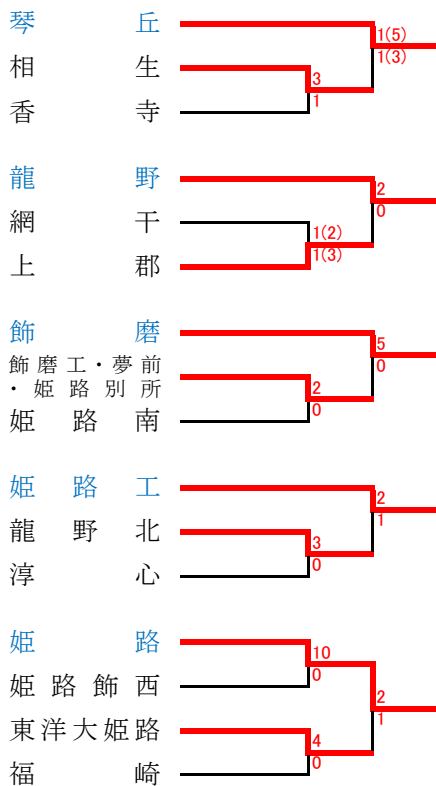 琴丘
1(5)
1(3)
相生
3
香寺
1
龍野
2
0
網干
1(2)
1(3)
上郡
飾磨
5
0
飾磨工・夢前
・姫路別所
2
0
姫路南
姫路工
2
1
龍野北
3
0
淳心
姫路
10
0
姫路飾西
2
1
東洋大姫路
4
0
福崎